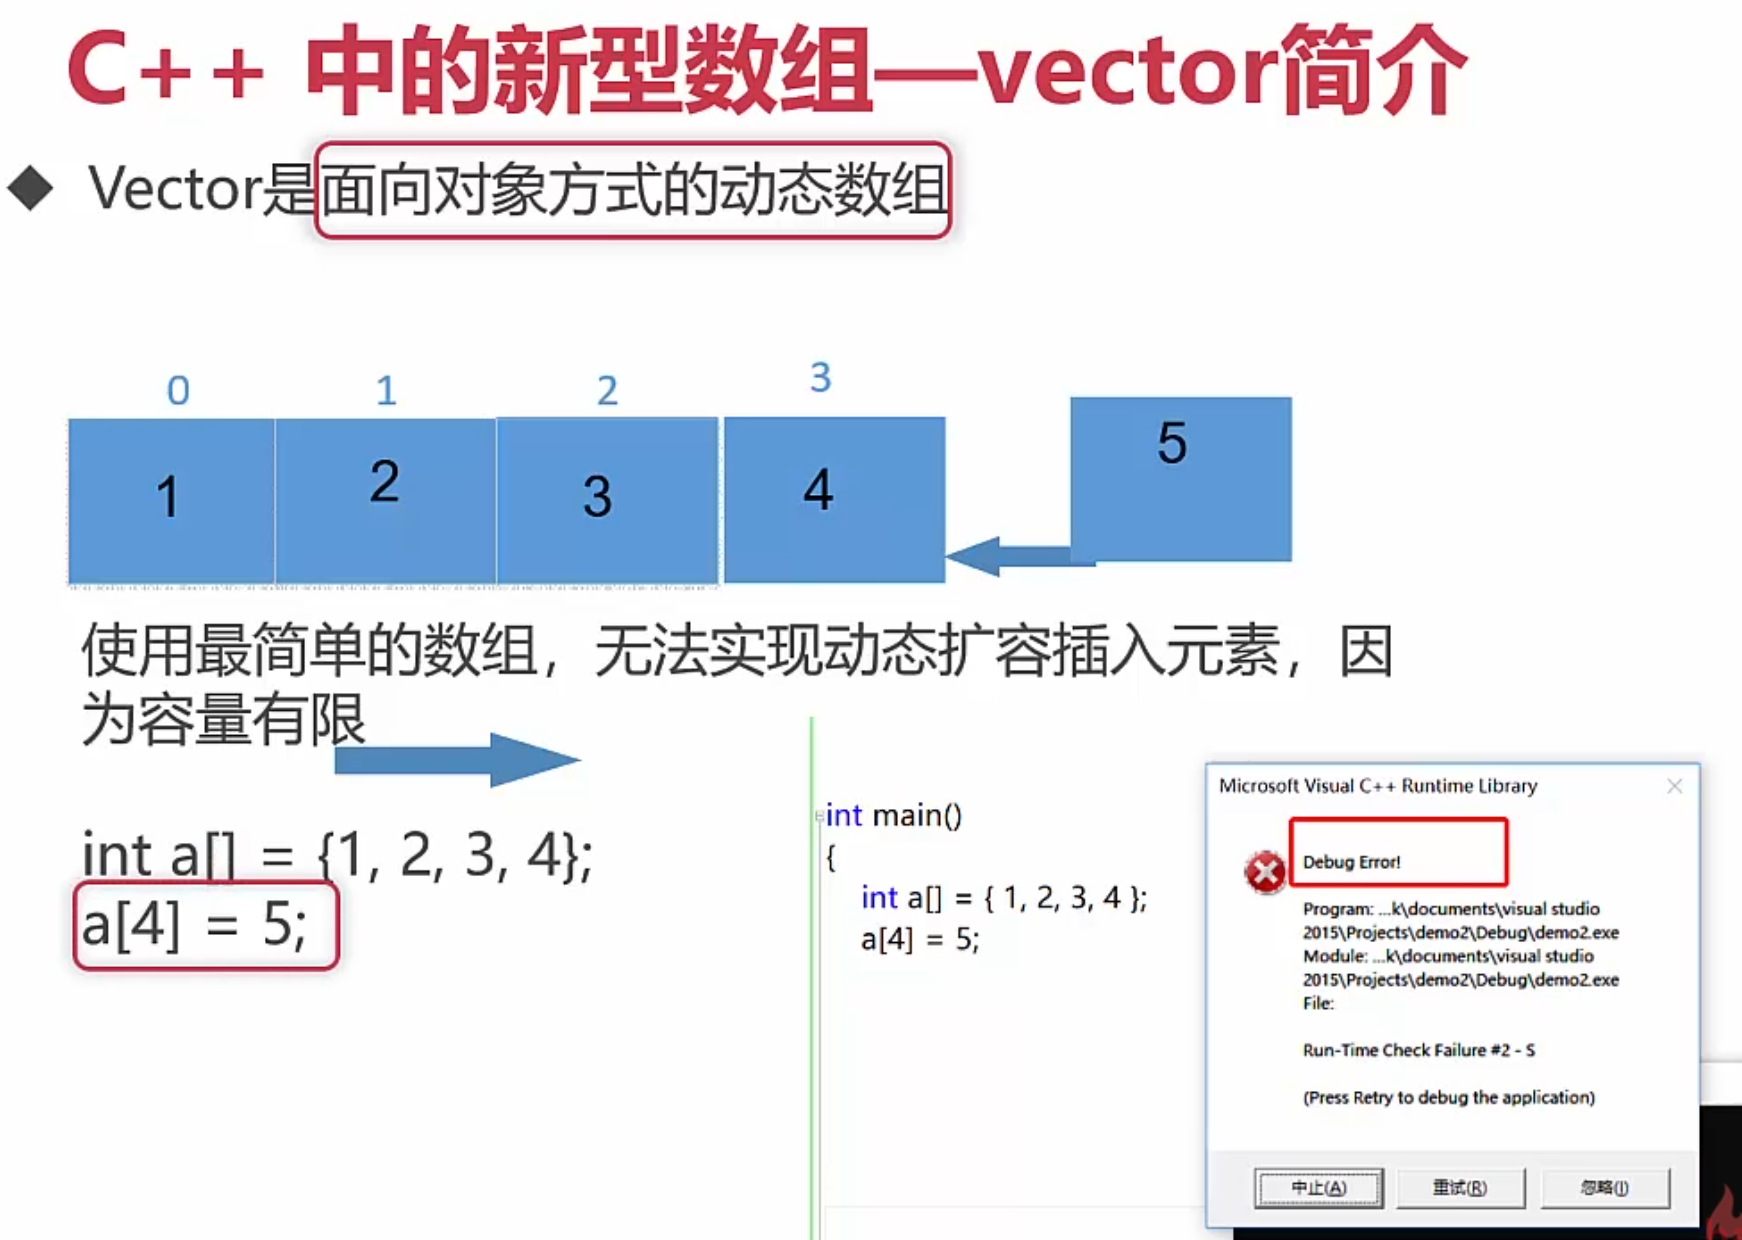 C++ 中的新型数组—vector简介
◆ Vector是面向对象方式的动态数组
0 1 2 3
1 2 3 4 5
使用最简单的数组，无法实现动态扩容插入元素，因
为容量有限
int a[] = {1, 2, 3, 4};
a[4] = 5;
int main()
{
int a[] = { 1, 2, 3, 4 };
a[4] = 5;
Microsoft Visual C++ Runtime Library
Debug Error!
Program: ...k\documents\visual studio
2015\Projects\demo2\Debug\demo2.exe
Module: ...k\documents\visual studio
2015\Projects\demo2\Debug\demo2.exe
File:
Run-Time Check Failure #2 - S
(Press Retry to debug the application)
中止(A) 重试(R) 忽略(I)